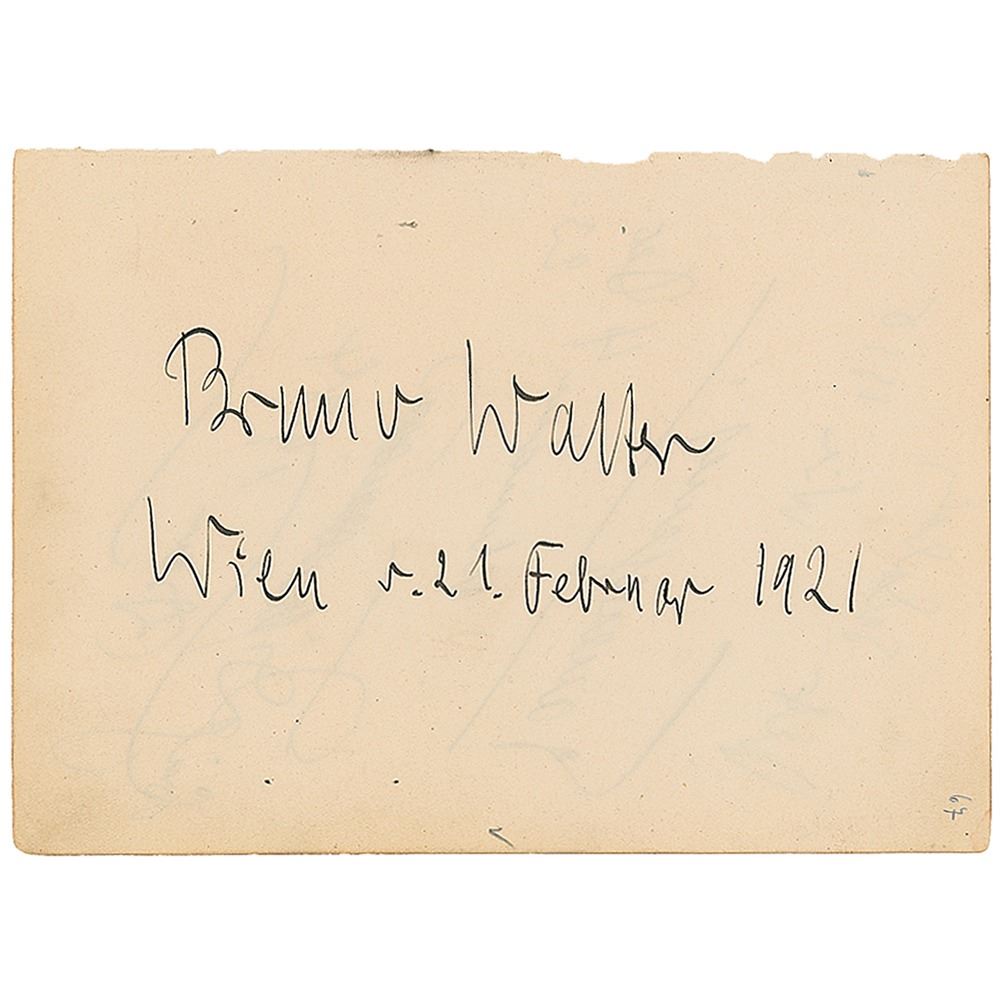 Bruno Walter
Wien d. 21. Februar 1921